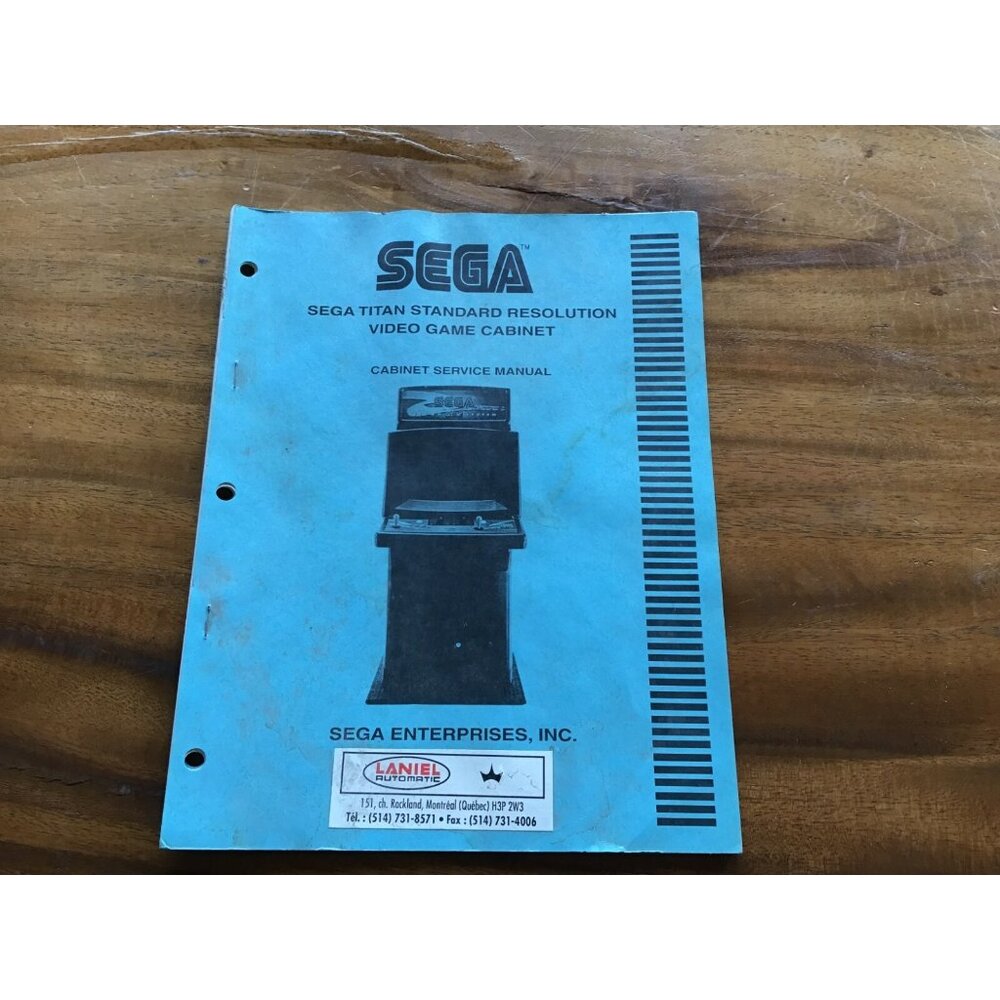 SEGA™
SEGA TITAN STANDARD RESOLUTION
VIDEO GAME CABINET
CABINET SERVICE MANUAL
SEGA
SEGA ENTERPRISES, INC.
LANIEL
AUTOMATIC
151, ch. Rockland, Montréal (Québec) H3P 2W3
Tél. : (514) 731-8571 • Fax : (514) 731-4006